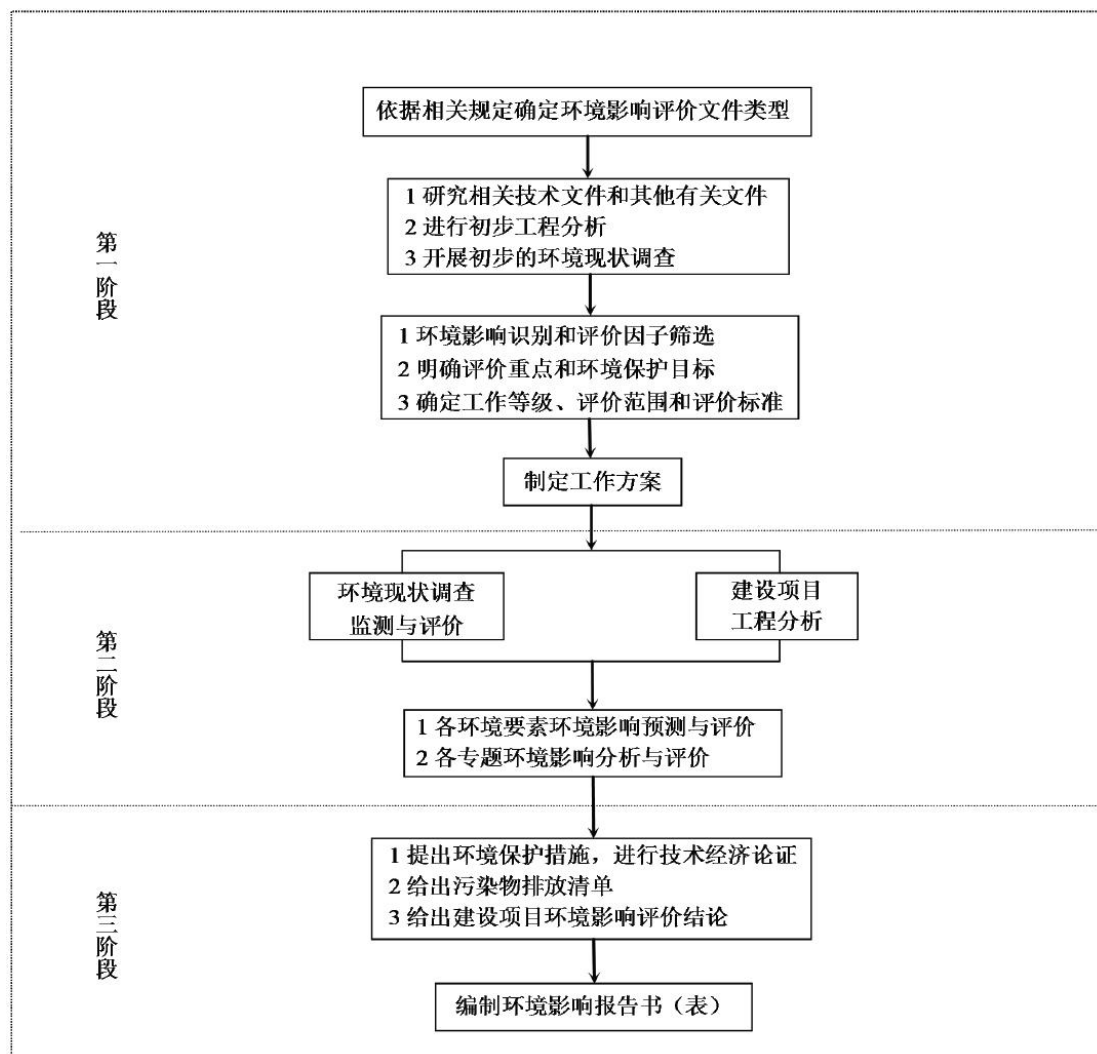 依据相关规定确定环境影响评价文件类型
1 研究相关技术文件和其他有关文件
2 进行初步工程分析
3 开展初步的环境现状调查
第一阶段
1 环境影响识别和评价因子筛选
2 明确评价重点和环境保护目标
3 确定工作等级、评价范围和评价标准
制定工作方案
第二阶段
环境现状调查
监测与评价
建设项目
工程分析
1 各环境要素环境影响预测与评价
2 各专题环境影响分析与评价
第三阶段
1 提出环境保护措施，进行技术经济论证
2 给出污染物排放清单
3 给出建设项目环境影响评价结论
编制环境影响报告书（表）